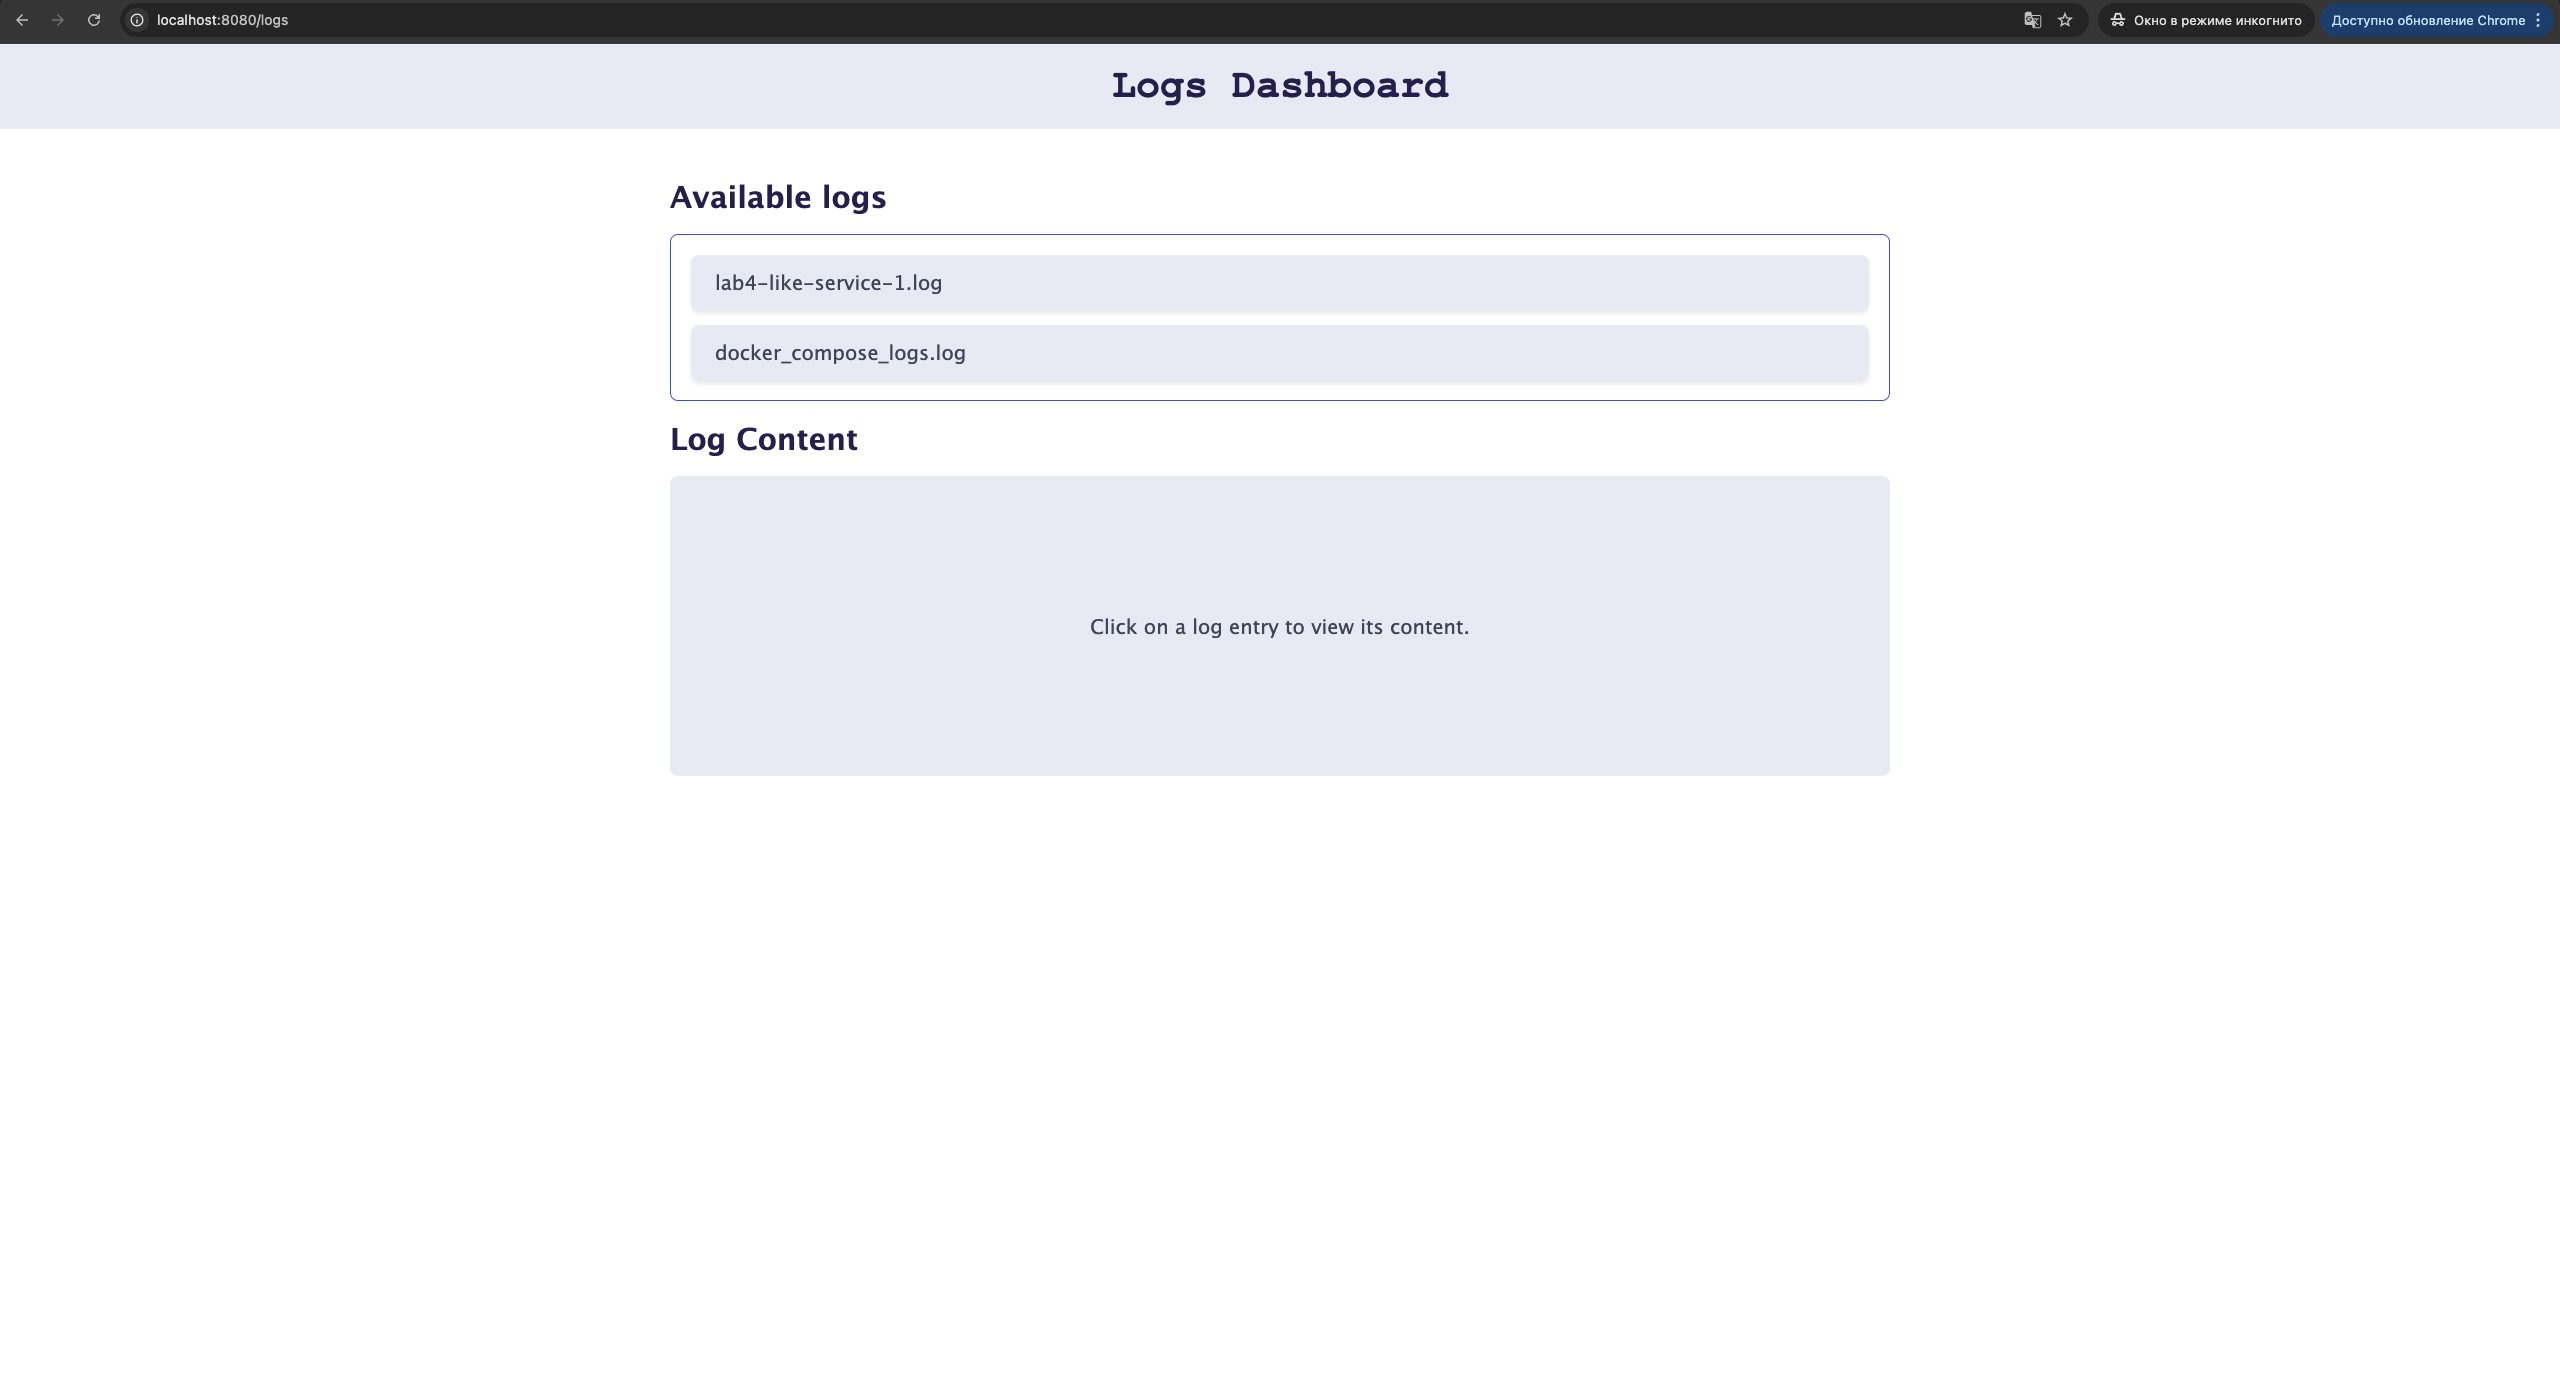 localhost:8080/logs
Окно в режиме инкогнито
Доступно обновление Chrome
Logs Dashboard
Available logs
lab4-like-service-1.log
docker_compose_logs.log
Log Content
Click on a log entry to view its content.